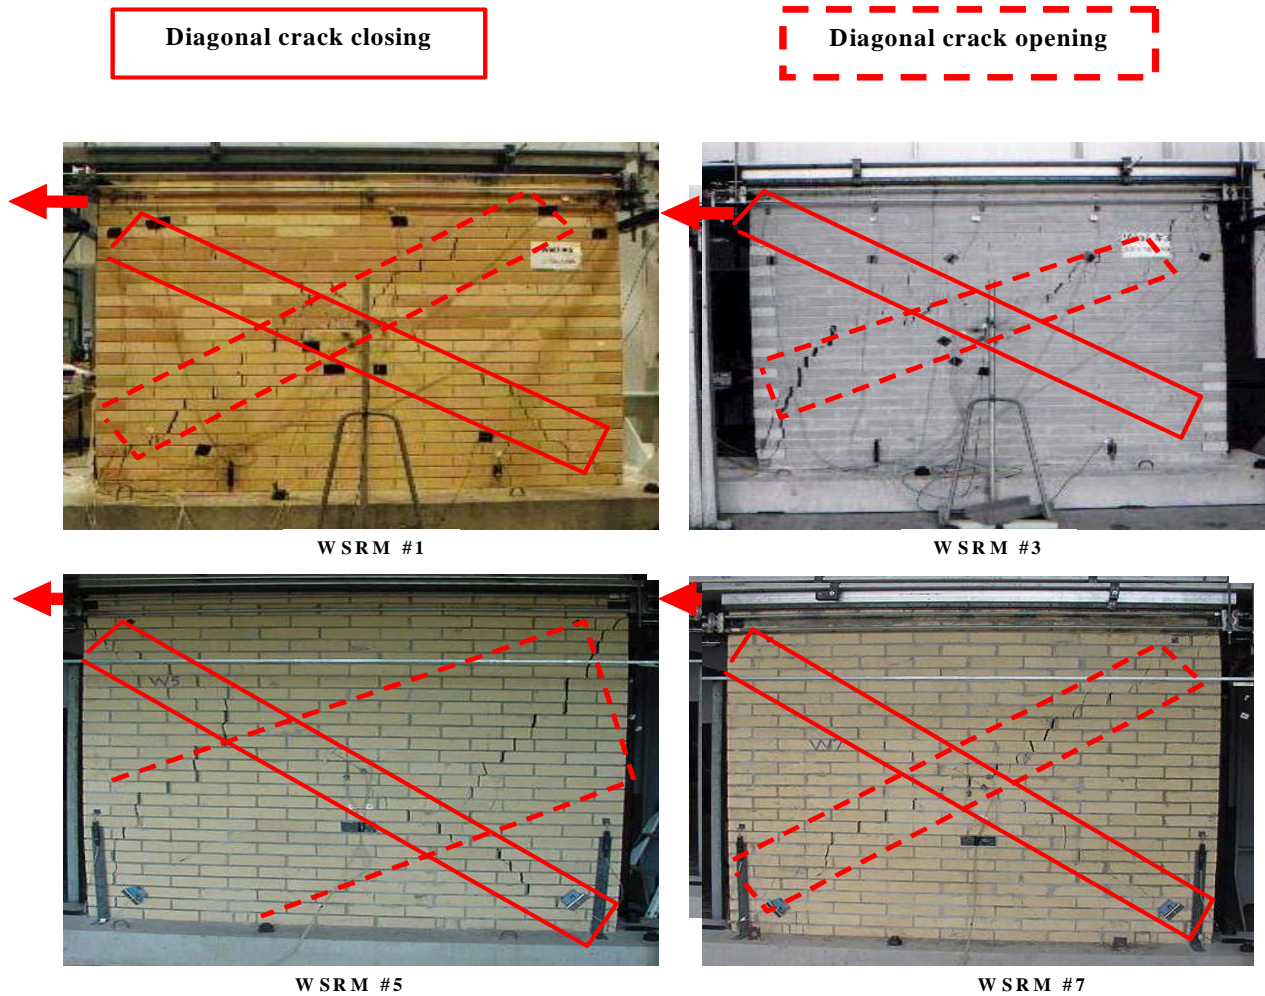 Diagonal crack closing
Diagonal crack opening
WSRM #1
WSRM #3
W5
W7
WSRM #5
WSRM #7